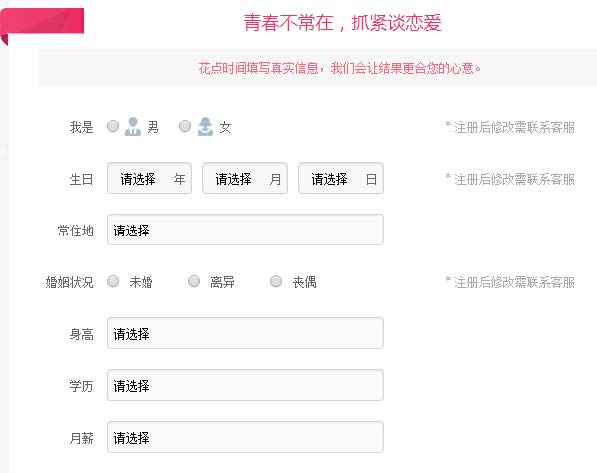 青春不常在，抓紧谈恋爱
花点时间填写真实信息，我们会让结果更合您的心意。
我是 男 女 * 注册后修改需联系客服
生日 请选择 年 请选择 月 请选择 日 * 注册后修改需联系客服
常住地 请选择
婚姻状况 未婚 离异 丧偶 * 注册后修改需联系客服
身高 请选择
学历 请选择
月薪 请选择